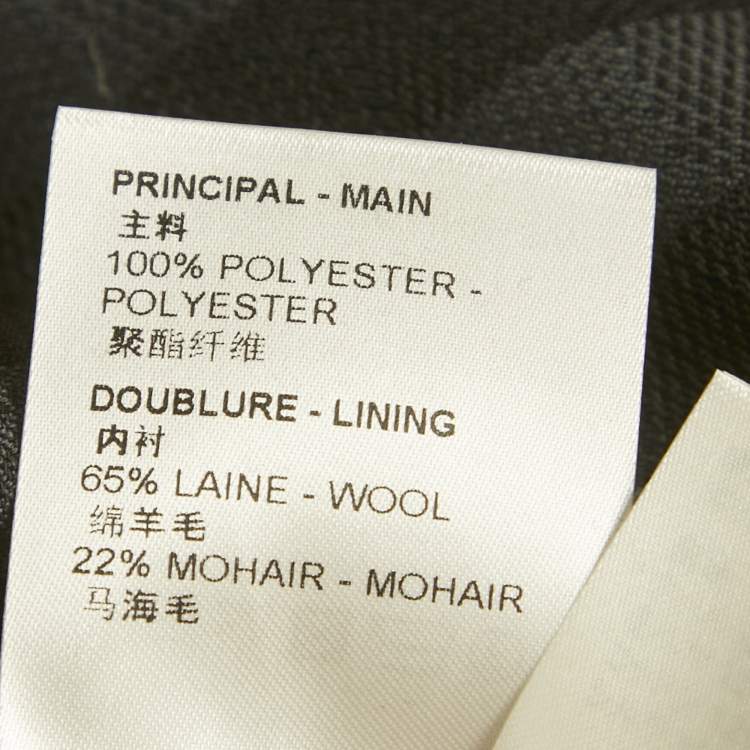 PRINCIPAL - MAIN
主料
100% POLYESTER -
POLYESTER
聚酯纤维
DOUBLURE - LINING
内衬
65% LAINE - WOOL
绵羊毛
22% MOHAIR - MOHAIR
马海毛